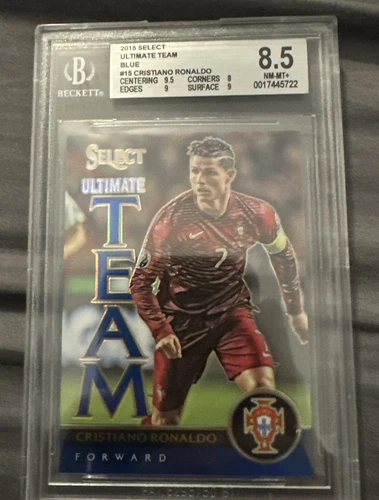 2015 SELECT
ULTIMATE TEAM
BLUE
#15 CRISTIANO RONALDO
CENTERING 9.5 CORNERS 8
EDGES 9 SURFACE 9
8.5
NM-MT+
0017445722
B
BECKETT
SELECT
ULTIMATE
TEAM
7
CRISTIANO RONALDO
FORWARD